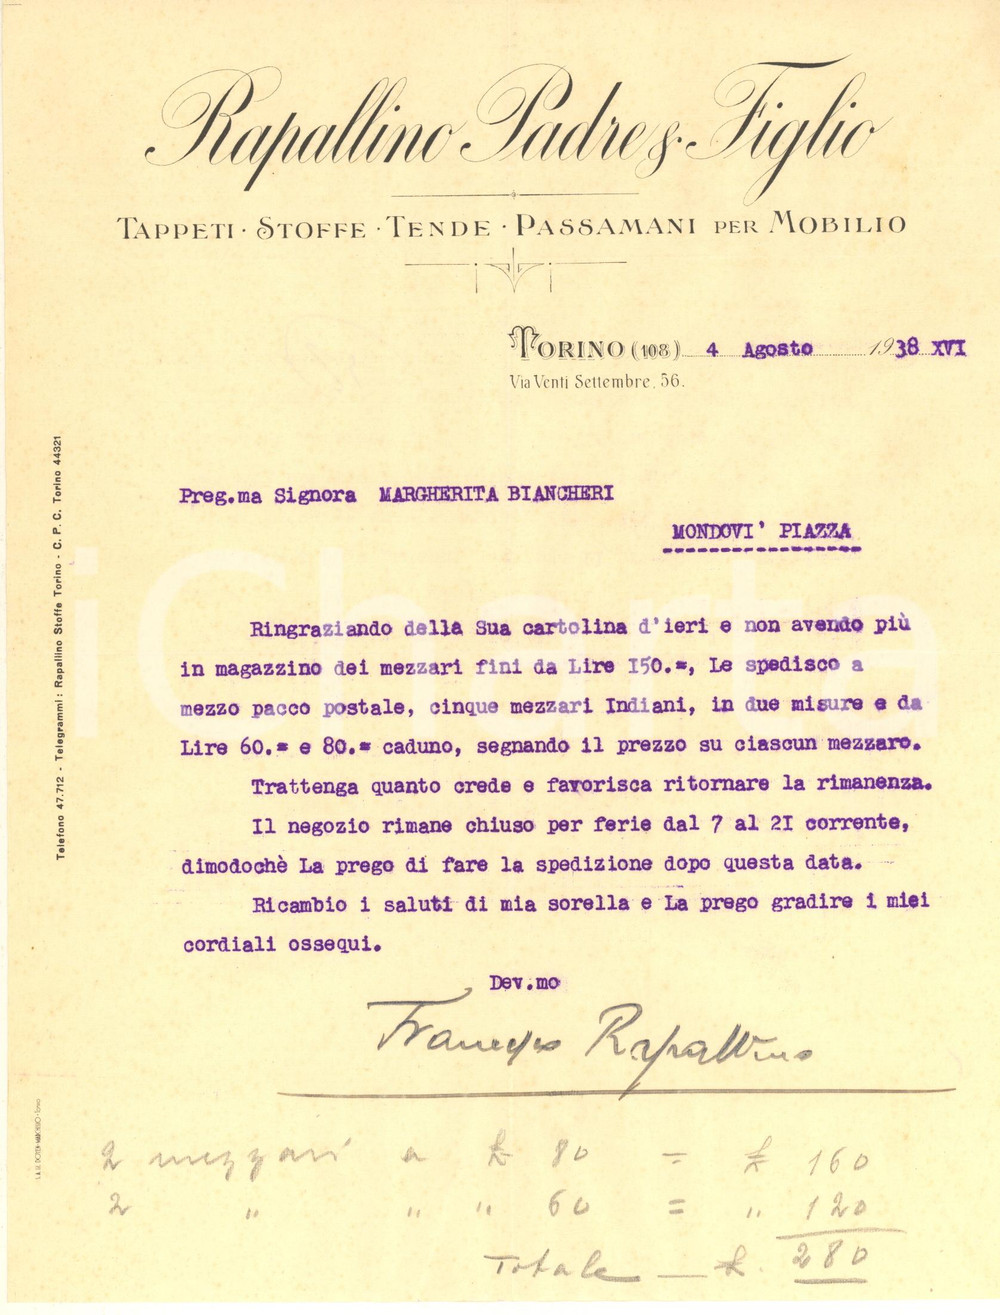 Rapallino Padre & Figlio
TAPPETI · STOFFE · TENDE · PASSAMANI PER MOBILIO
TORINO (108) 4 Agosto 1938 XVI
Via Venti Settembre, 56.
Telefono 47.712 - Telegrammi: Rapallino Stoffe Torino - C. P. C. Torino 44321
Preg.ma Signora MARGHERITA BIANCHERI
MONDOVI' PIAZZA
Ringraziando della Sua cartolina d'ieri e non avendo più
in magazzino dei mezzari fini da Lire I50.=, Le spedisco a
mezzo pacco postale, cinque mezzari Indiani, in due misure e da
Lire 60.= e 80.= caduno, segnando il prezzo su ciascun mezzaro.
Trattenga quanto crede e favorisca ritornare la rimanenza.
Il negozio rimane chiuso per ferie dal 7 al 2I corrente,
dimodochè La prego di fare la spedizione dopo questa data.
Ricambio i saluti di mia sorella e La prego gradire i miei
cordiali ossequi.
Dev.mo
Rapallino
2 mezzari a £ 80 = £ 160
2 " " " 60 = " 120
Totale — £. 280
iCharta